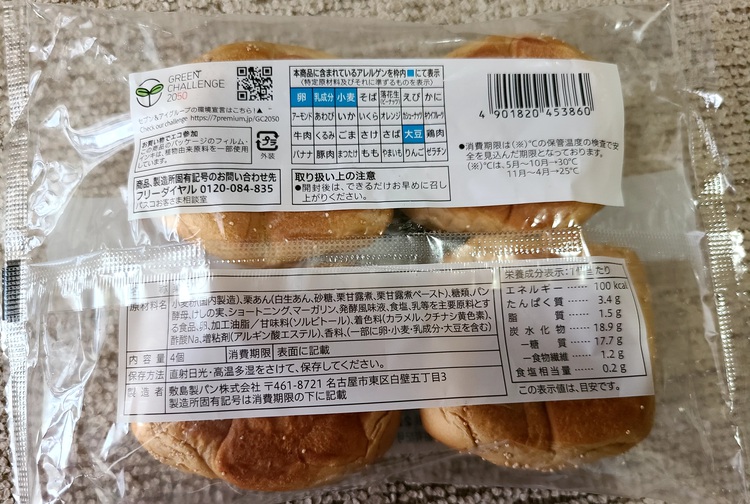 GREEN
CHALLENGE
2050
セブン&アイグループの環境宣言はこちら!▲
Check our challenge. https://7premium.jp/GC2050
お買い物でエコ参加
この商品のパッケージのフィルム・
インキは、植物由来原料を一部使用
しています。
プラ
外装
商品、製造所固有記号のお問い合わせ先
フリーダイヤル 0120-084-835
パスコお客さま相談室
本商品に含まれているアレルゲンを枠内■にて表示
(特定原材料及びそれに準ずるものを表示)
卵 乳成分 小麦 そば 落花生(ピーナッツ) えび かに
アーモンド あわび いか いくら オレンジ カシューナッツ キウイフルーツ
牛肉 くるみ ごま さけ さば 大豆 鶏肉
バナナ 豚肉 まつたけ もも やまいも りんご ゼラチン
取り扱い上の注意
●開封後は、できるだけお早めに召し
上がりください。
4 901820 453860
●消費期限は(※)℃の保管温度の検査で安
全を見込んだ期限となっております。
(※)℃は、5月〜10月→30℃
11月〜4月→25℃
原材料名
小麦粉(国内製造)、栗あん(白生あん、砂糖、栗甘露煮、栗甘露煮ペースト)、糖類、パン
酵母、けしの実、ショートニング、マーガリン、発酵風味液、食塩、乳等を主要原料とす
る食品、卵、加工油脂/甘味料(ソルビトール)、着色料(カラメル、クチナシ黄色素)、
酢酸Na、増粘剤(アルギン酸エステル)、香料、(一部に卵・小麦・乳成分・大豆を含む)
内容量 4個 消費期限 表面に記載
保存方法 直射日光・高温多湿をさけて、保存してください。
製造者 敷島製パン株式会社 〒461-8721 名古屋市東区白壁五丁目3
製造所固有記号は消費期限の下に記載
栄養成分表示:1個当たり
エネルギー …… 100 kcal
たんぱく質 …… 3.4 g
脂質 …… 1.5 g
炭水化物 …… 18.9 g
―糖質 …… 17.7 g
―食物繊維 …… 1.2 g
食塩相当量 …… 0.2 g
この表示値は、目安です。